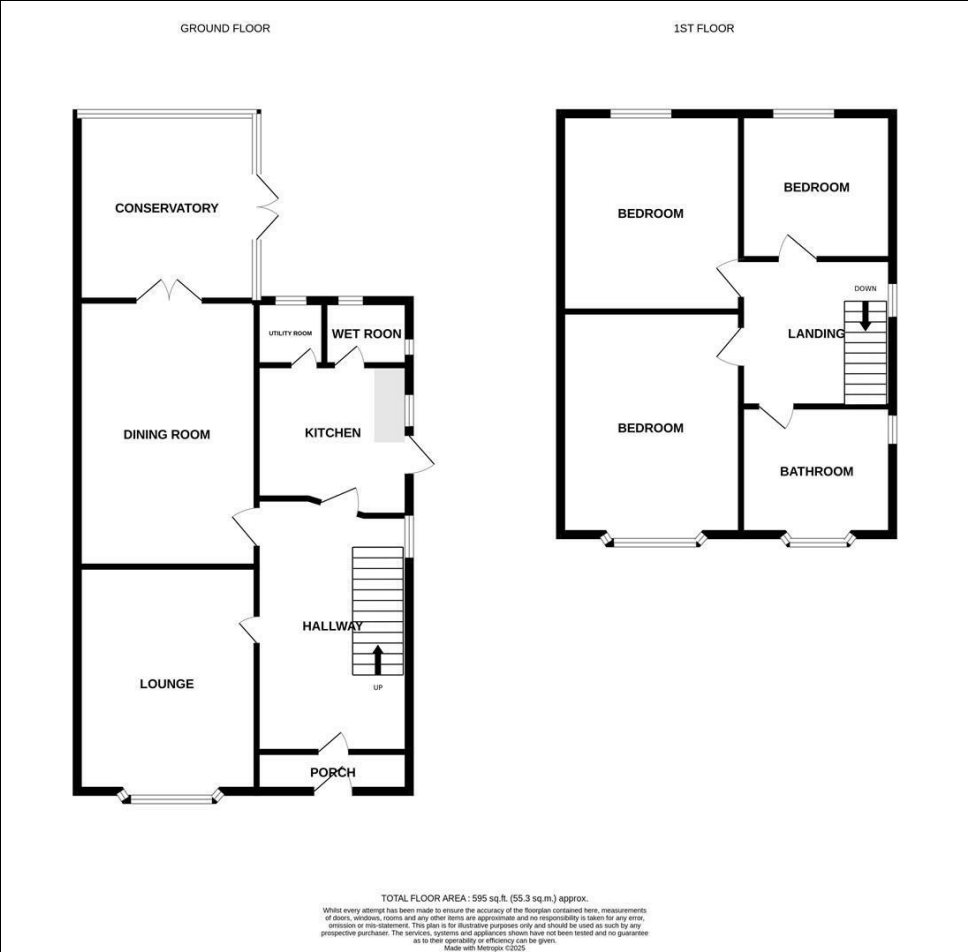 GROUND FLOOR
1ST FLOOR
CONSERVATORY
UTILITY ROOM
WET ROON
DINING ROOM
KITCHEN
HALLWAY
UP
LOUNGE
PORCH
BEDROOM
BEDROOM
DOWN
LANDING
BEDROOM
BATHROOM
TOTAL FLOOR AREA : 595 sq.ft. (55.3 sq.m.) approx.
Whilst every attempt has been made to ensure the accuracy of the floorplan contained here, measurements
of doors, windows, rooms and any other items are approximate and no responsibility is taken for any error,
omission or mis-statement. This plan is for illustrative purposes only and should be used as such by any
prospective purchaser. The services, systems and appliances shown have not been tested and no guarantee
as to their operability or efficiency can be given.
Made with Metropix ©2025